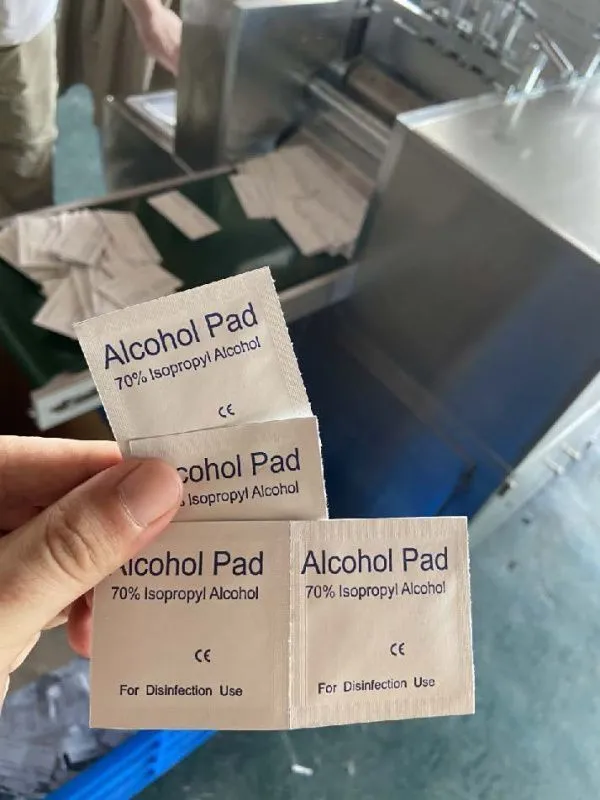 Alcohol Pad
70% Isopropyl Alcohol
CE
cohol Pad
Isopropyl Alcohol
Alcohol Pad
70% Isopropyl Alcohol
CE
For Disinfection Use
Alcohol Pad
70% Isopropyl Alcohol
CE
For Disinfection Use